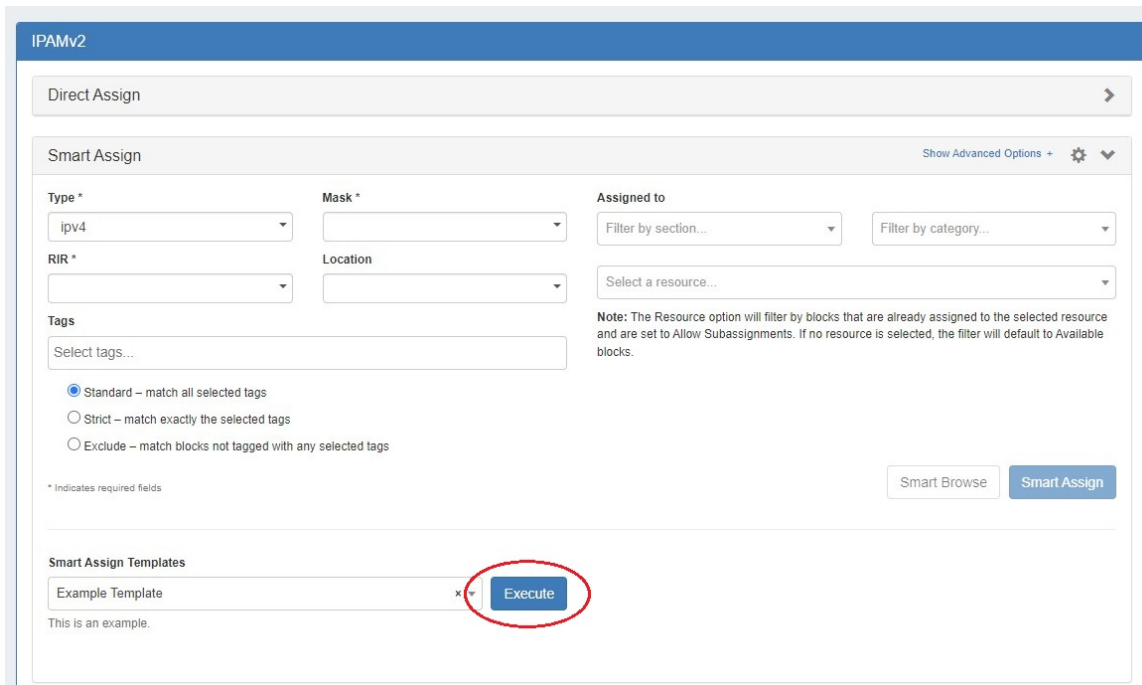 IPAMv2
Direct Assign
Smart Assign
Show Advanced Options +
Type *
Mask *
Assigned to
ipv4
Filter by section...
Filter by category...
RIR *
Location
Select a resource...
Tags
Note: The Resource option will filter by blocks that are already assigned to the selected resource
and are set to Allow Subassignments. If no resource is selected, the filter will default to Available
blocks.
Select tags...
Standard – match all selected tags
Strict – match exactly the selected tags
Exclude – match blocks not tagged with any selected tags
* Indicates required fields
Smart Browse
Smart Assign
Smart Assign Templates
Example Template
×
Execute
This is an example.